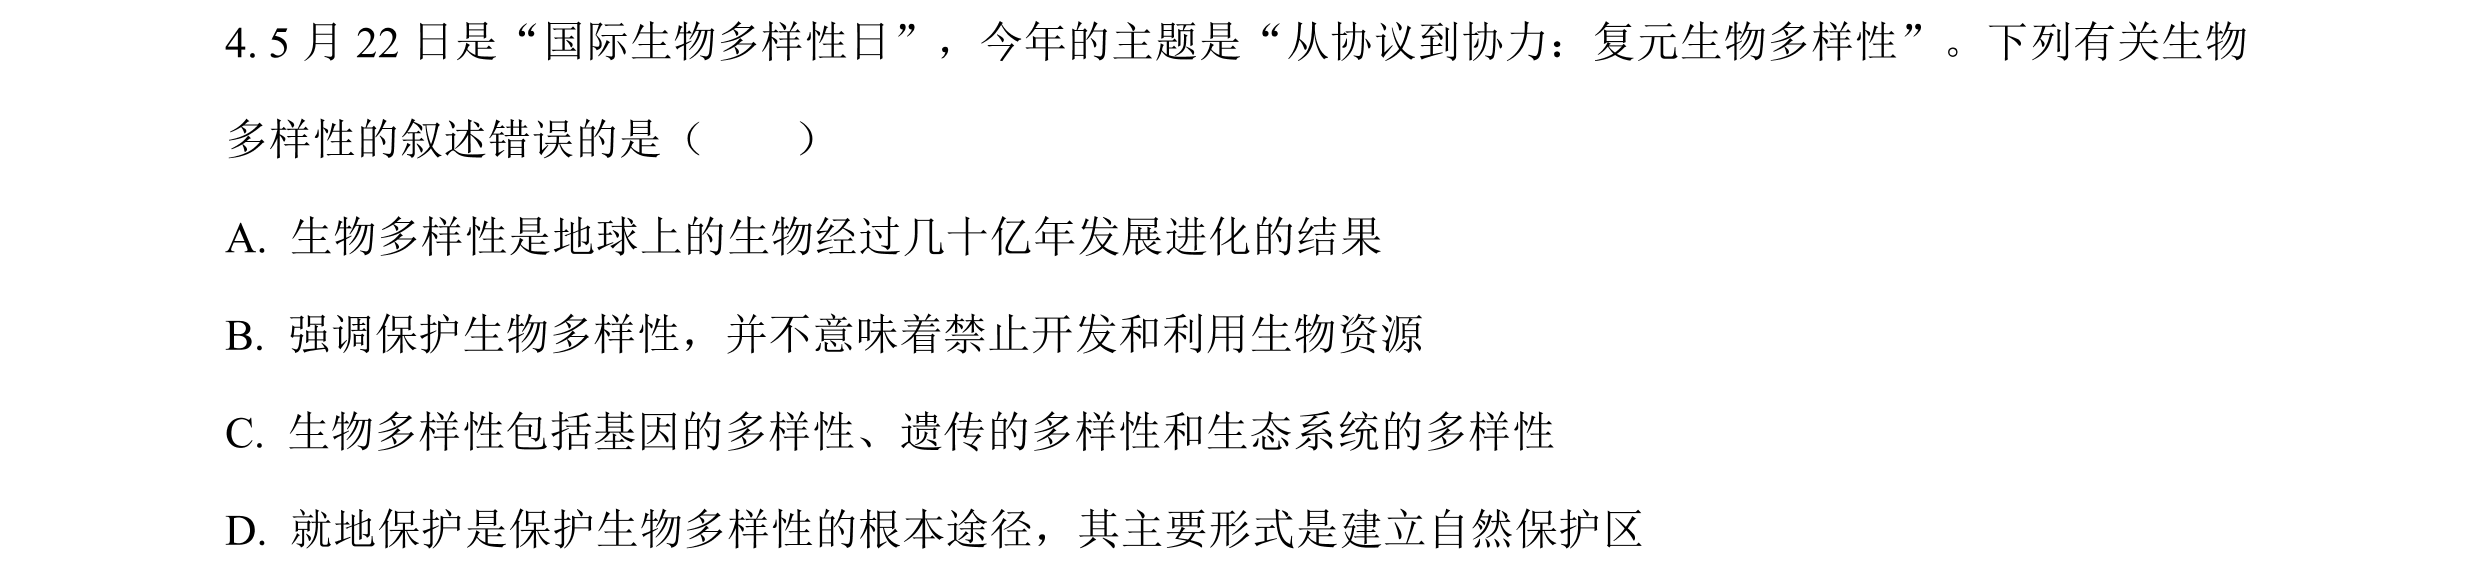 4. 5 月 22 日是“国际生物多样性日”，今年的主题是“从协议到协力：复元生物多样性”。下列有关生物
多样性的叙述错误的是（  ）
A. 生物多样性是地球上的生物经过几十亿年发展进化的结果
B. 强调保护生物多样性，并不意味着禁止开发和利用生物资源
C. 生物多样性包括基因的多样性、遗传的多样性和生态系统的多样性
D. 就地保护是保护生物多样性的根本途径，其主要形式是建立自然保护区